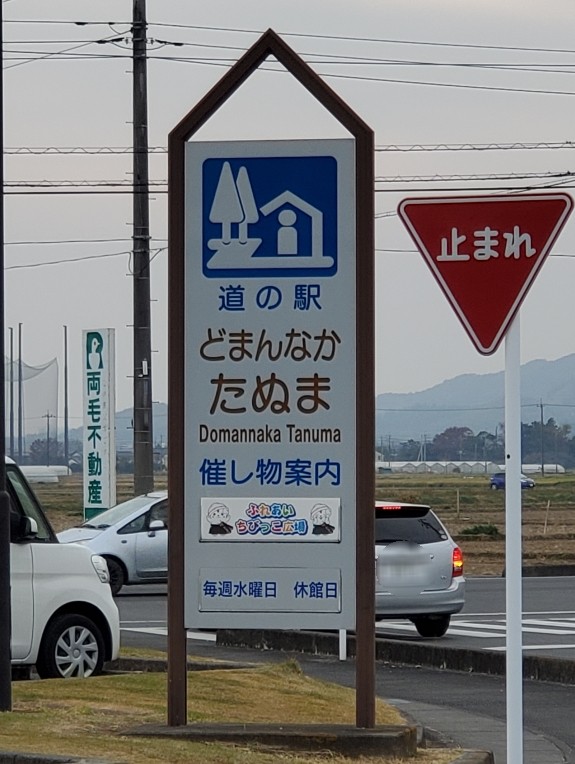 道の駅
どまんなか
たぬま
Domannaka Tanuma
催し物案内
ふれあい
ちびっこ広場
毎週水曜日 休館日
止まれ
両毛不動産